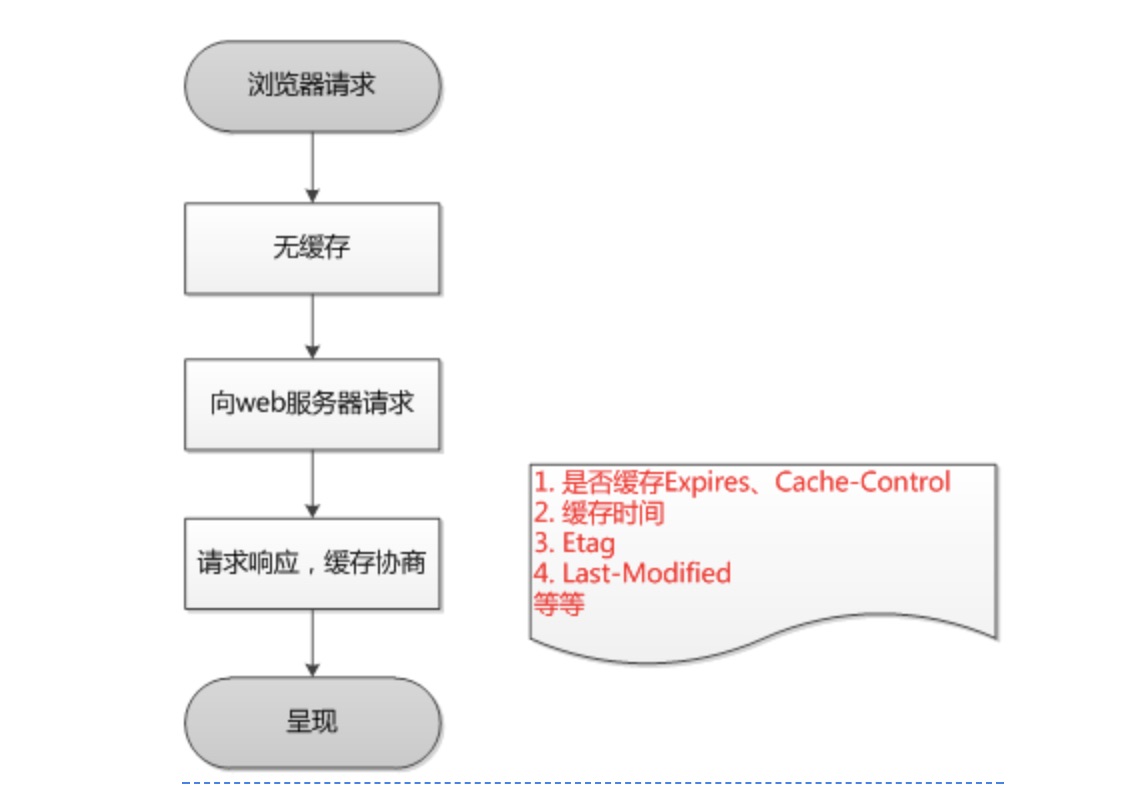 浏览器请求
无缓存
向web服务器请求
请求响应，缓存协商
1. 是否缓存Expires、Cache-Control
2. 缓存时间
3. Etag
4. Last-Modified
等等
呈现